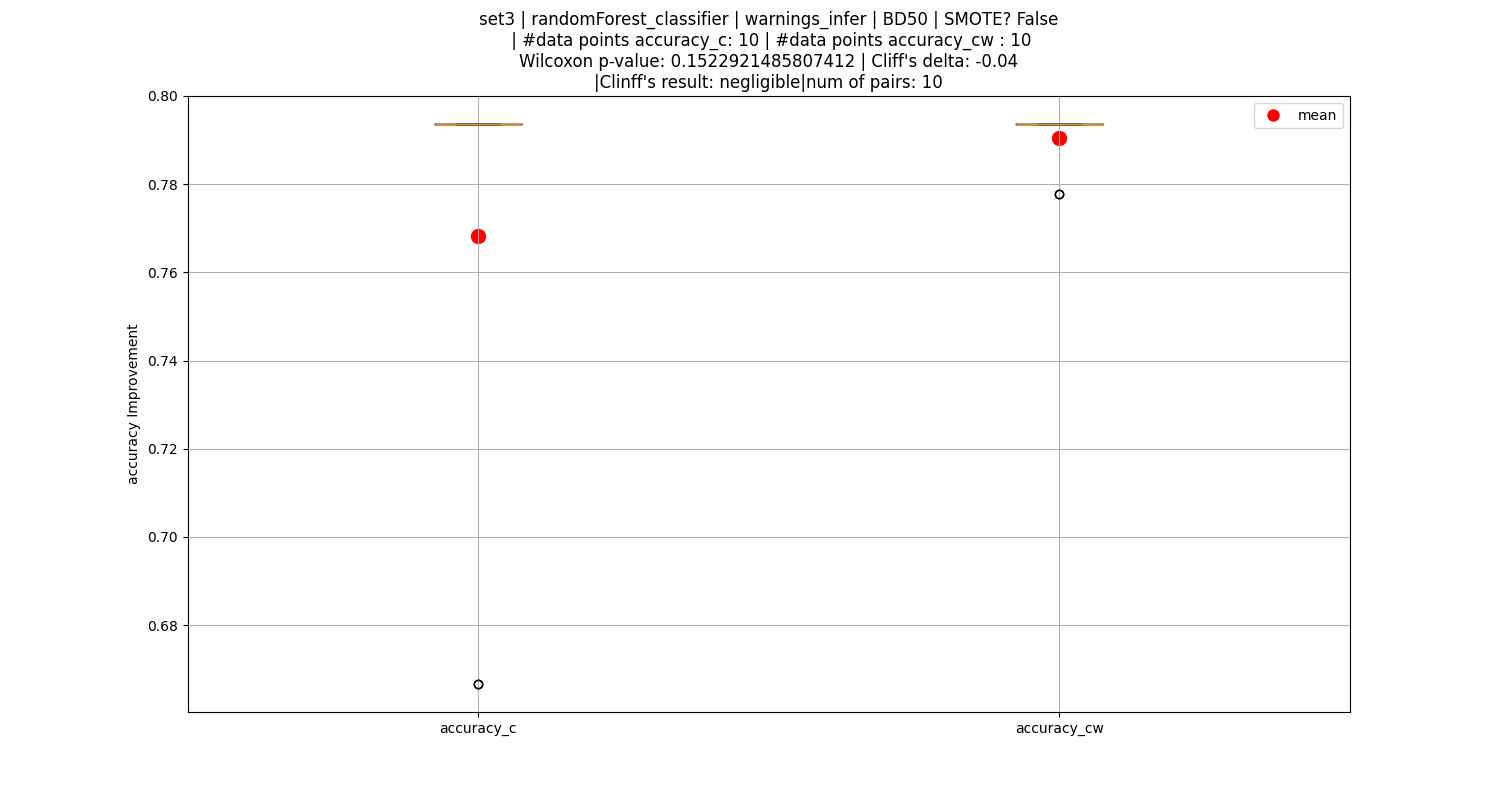 set3 | randomForest_classifier | warnings_infer | BD50 | SMOTE? False
| #data points accuracy_c: 10 | #data points accuracy_cw : 10
Wilcoxon p-value: 0.1522921485807412 | Cliff's delta: -0.04
|Clinff's result: negligible|num of pairs: 10
mean
0.80
0.78
0.76
0.74
0.72
0.70
0.68
accuracy Improvement
accuracy_c
accuracy_cw